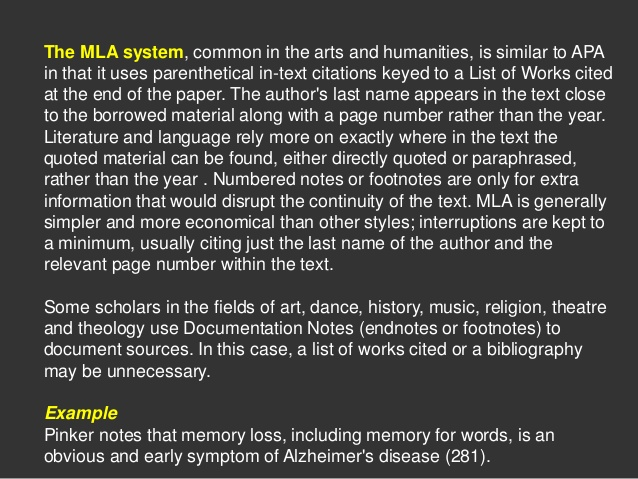 The MLA system, common in the arts and humanities, is similar to APA
in that it uses parenthetical in-text citations keyed to a List of Works cited
at the end of the paper. The author's last name appears in the text close
to the borrowed material along with a page number rather than the year.
Literature and language rely more on exactly where in the text the
quoted material can be found, either directly quoted or paraphrased,
rather than the year . Numbered notes or footnotes are only for extra
information that would disrupt the continuity of the text. MLA is generally
simpler and more economical than other styles; interruptions are kept to
a minimum, usually citing just the last name of the author and the
relevant page number within the text.
Some scholars in the fields of art, dance, history, music, religion, theatre
and theology use Documentation Notes (endnotes or footnotes) to
document sources. In this case, a list of works cited or a bibliography
may be unnecessary.
Example
Pinker notes that memory loss, including memory for words, is an
obvious and early symptom of Alzheimer's disease (281).